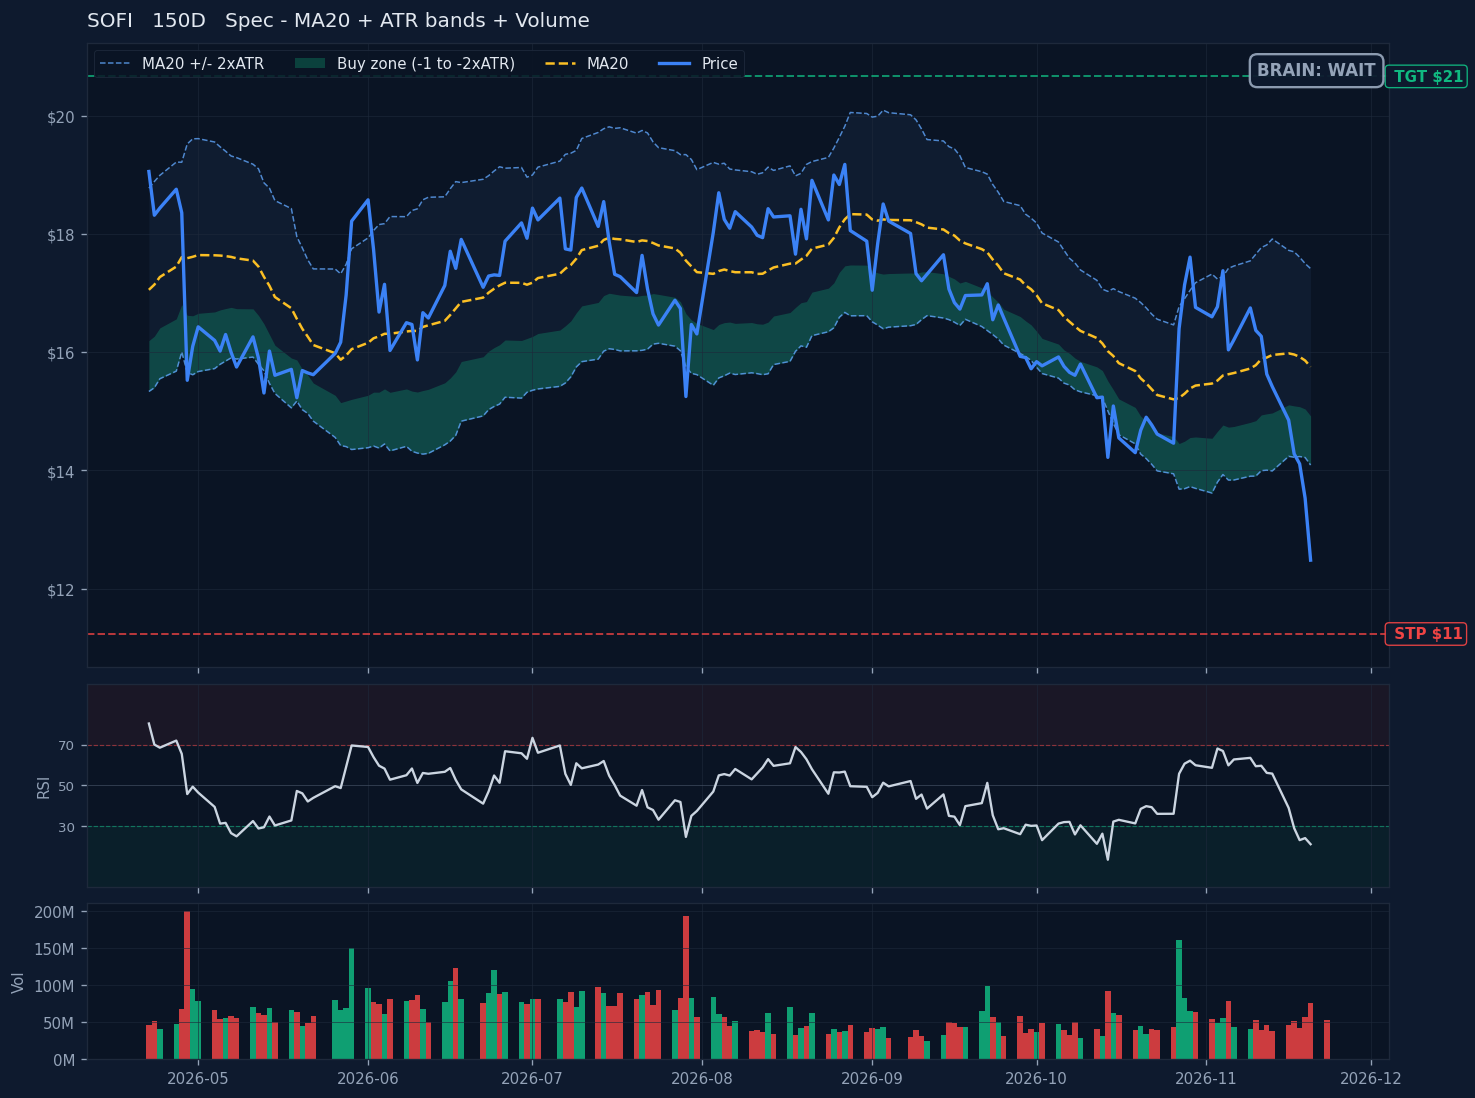 SOFI   150D   Spec - MA20 + ATR bands + Volume
MA20 +/- 2xATR   Buy zone (-1 to -2xATR)   MA20   Price
BRAIN: WAIT
TGT $21
$20
$18
$16
$14
$12
STP $11
RSI
70
50
30
Vol
200M
150M
100M
50M
0M
2026-05   2026-06   2026-07   2026-08   2026-09   2026-10   2026-11   2026-12